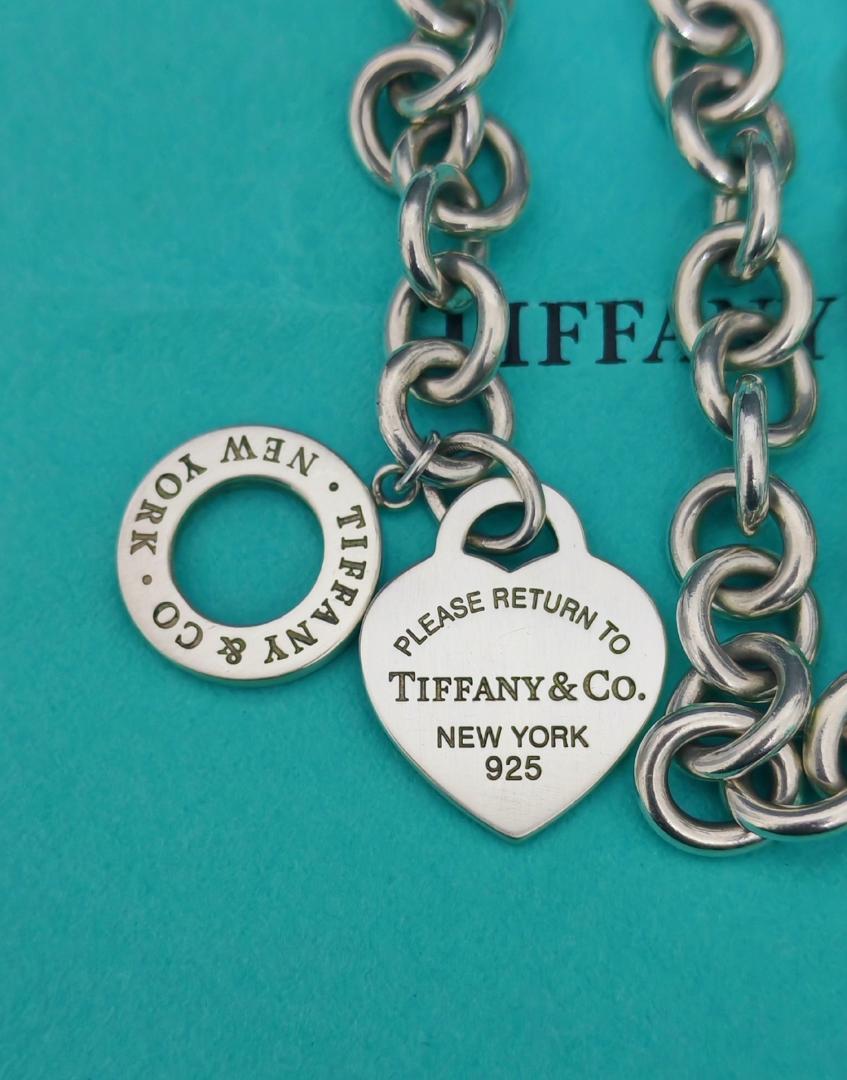 TIFFANY
NEW YORK · TIFFANY & CO ·
PLEASE RETURN TO
TIFFANY & CO.
NEW YORK
925